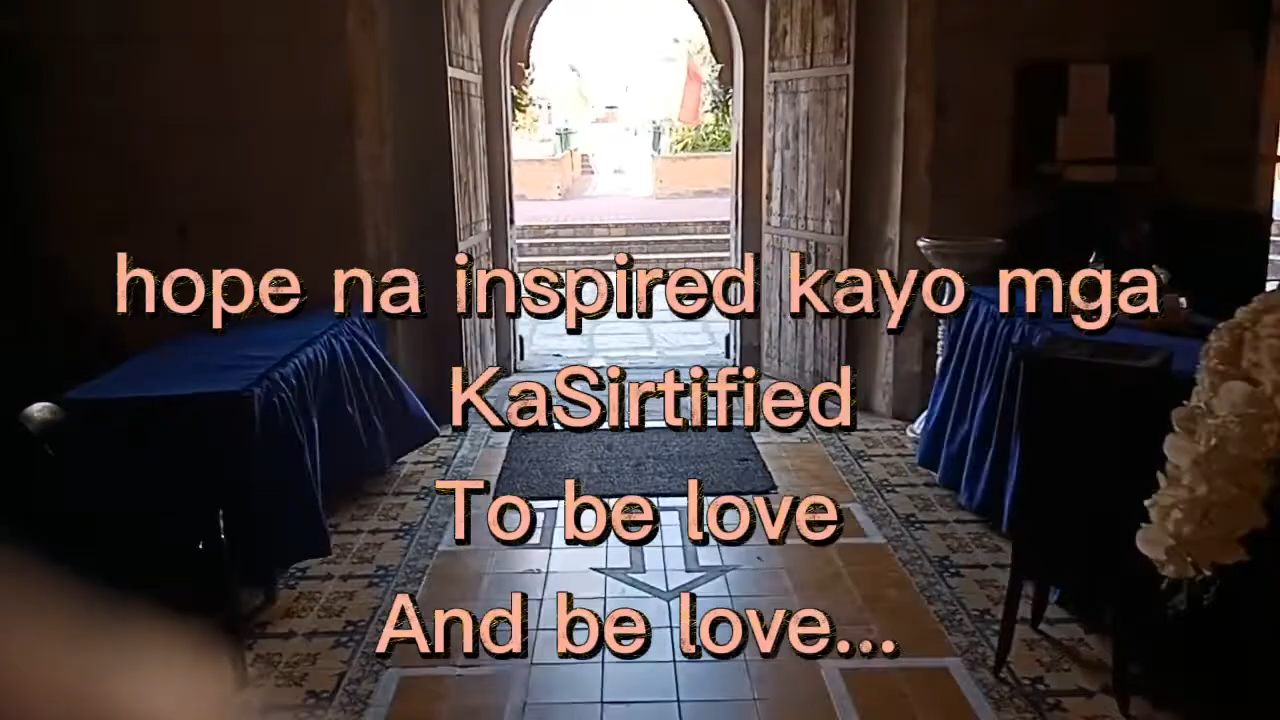 hope na inspired kayo mga
KaSirtified
To be love
And be love...